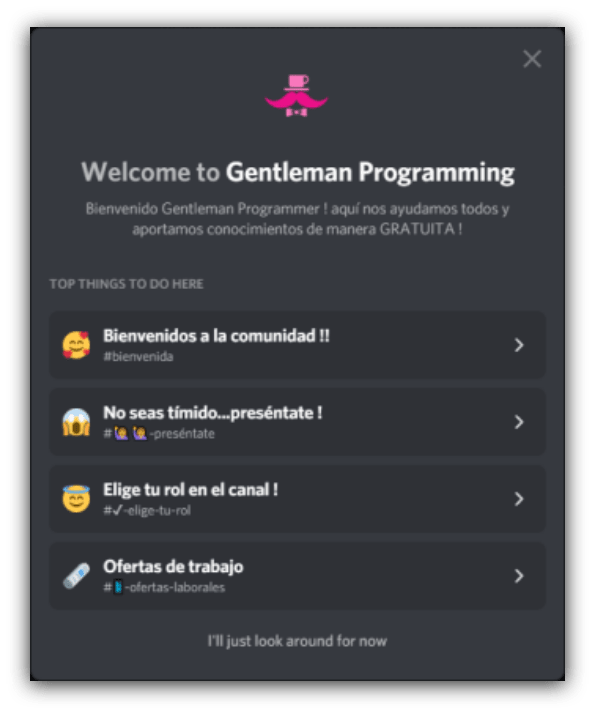 Welcome to Gentleman Programming
Bienvenido Gentleman Programmer ! aquí nos ayudamos todos y
aportamos conocimientos de manera GRATUITA !
TOP THINGS TO DO HERE
Bienvenidos a la comunidad !!
#bienvenida
No seas tímido...preséntate !
#🙋🙋-preséntate
Elige tu rol en el canal !
#✓-elige-tu-rol
Ofertas de trabajo
#📱-ofertas-laborales
I'll just look around for now